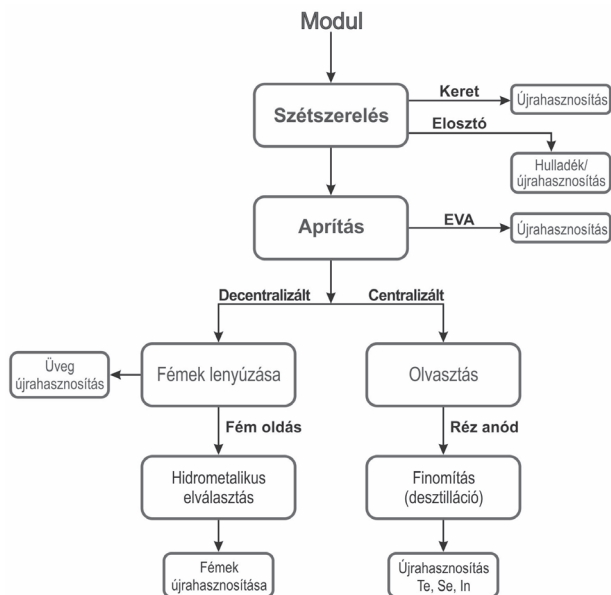 Modul
Szétszerelés
Keret
Újrahasznosítás
Elosztó
Hulladék/
újrahasznosítás
Aprítás
EVA
Újrahasznosítás
Decentralizált
Centralizált
Üveg
újrahasznosítás
Fémek lenyúzása
Olvasztás
Fém oldás
Réz anód
Hidrometalikus
elválasztás
Finomítás
(desztilláció)
Fémek
újrahasznosítása
Újrahasznosítás
Te, Se, In